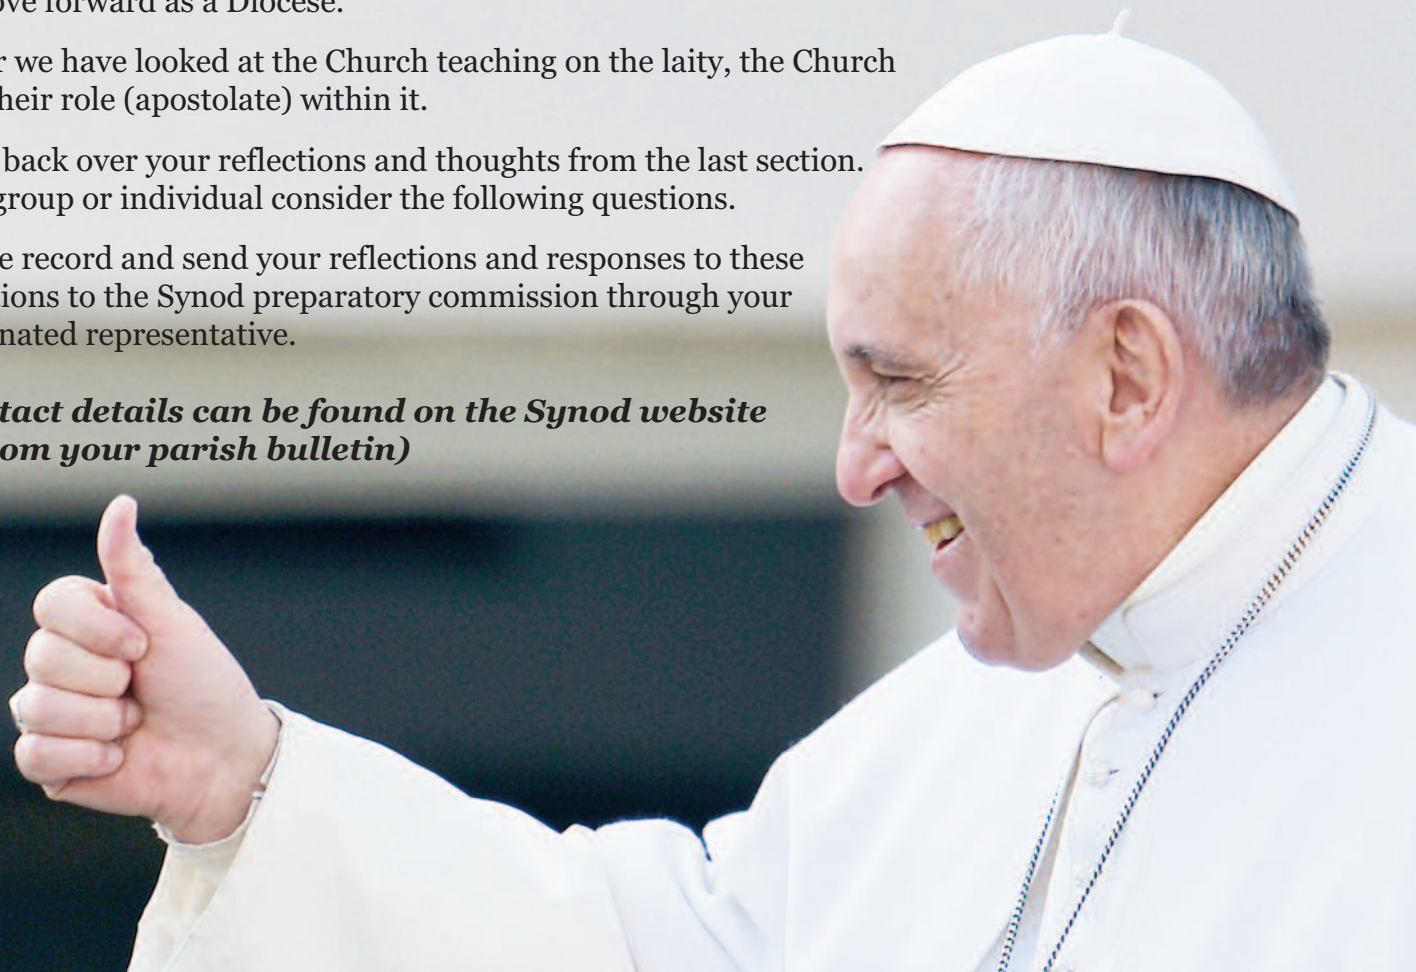 ove forward as a Diocese.
r we have looked at the Church teaching on the laity, the Church
heir role (apostolate) within it.
back over your reflections and thoughts from the last section.
group or individual consider the following questions.
e record and send your reflections and responses to these
ions to the Synod preparatory commission through your
nated representative.
tact details can be found on the Synod website
om your parish bulletin)